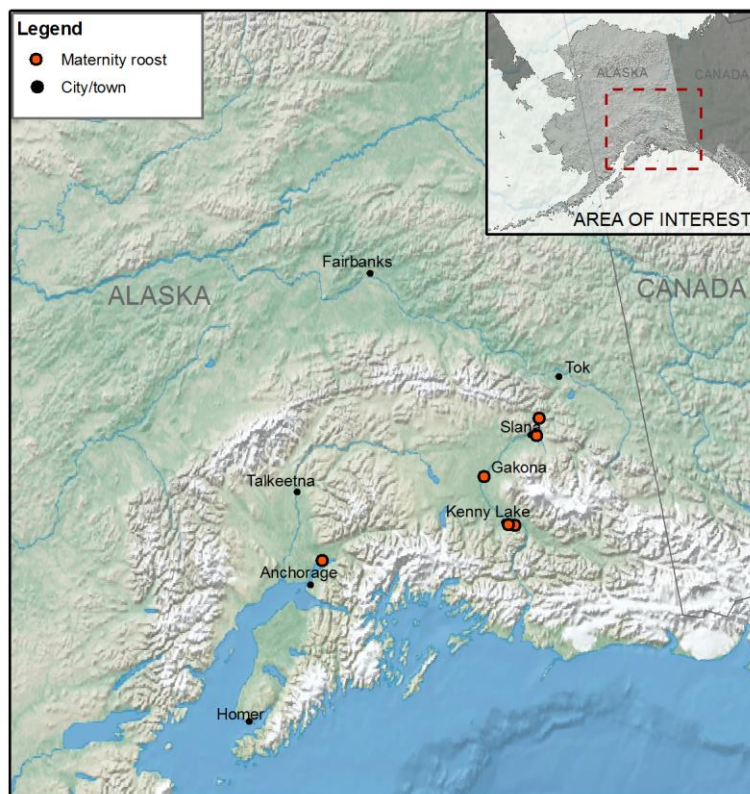 Legend
Maternity roost
City/town
ALASKA
CANADA
AREA OF INTEREST
Fairbanks
ALASKA
CANADA
Tok
Slana
Gakona
Talkeetna
Kenny Lake
Anchorage
Homer